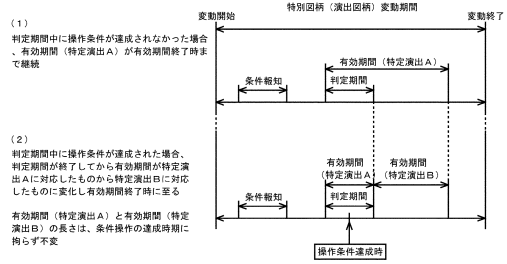 特別図柄（演出図柄）変動期間
変動開始
変動終了
（１）
判定期間中に操作条件が達成されなかった場合
、有効期間（特定演出Ａ）が有効期間終了時ま
で継続
有効期間（特定演出Ａ）
条件報知
判定期間
（２）
判定期間中に操作条件が達成された場合、
判定期間が終了してから有効期間が特定演
出Ａに対応したものから特定演出Ｂに対応
したものに変化し有効期間終了時に至る
有効期間（特定演出Ａ）と有効期間（特定
演出Ｂ）の長さは、条件操作の達成時期に
拘らず不変
有効期間
（特定演出Ａ）
有効期間
（特定演出Ｂ）
条件報知
判定期間
操作条件達成時